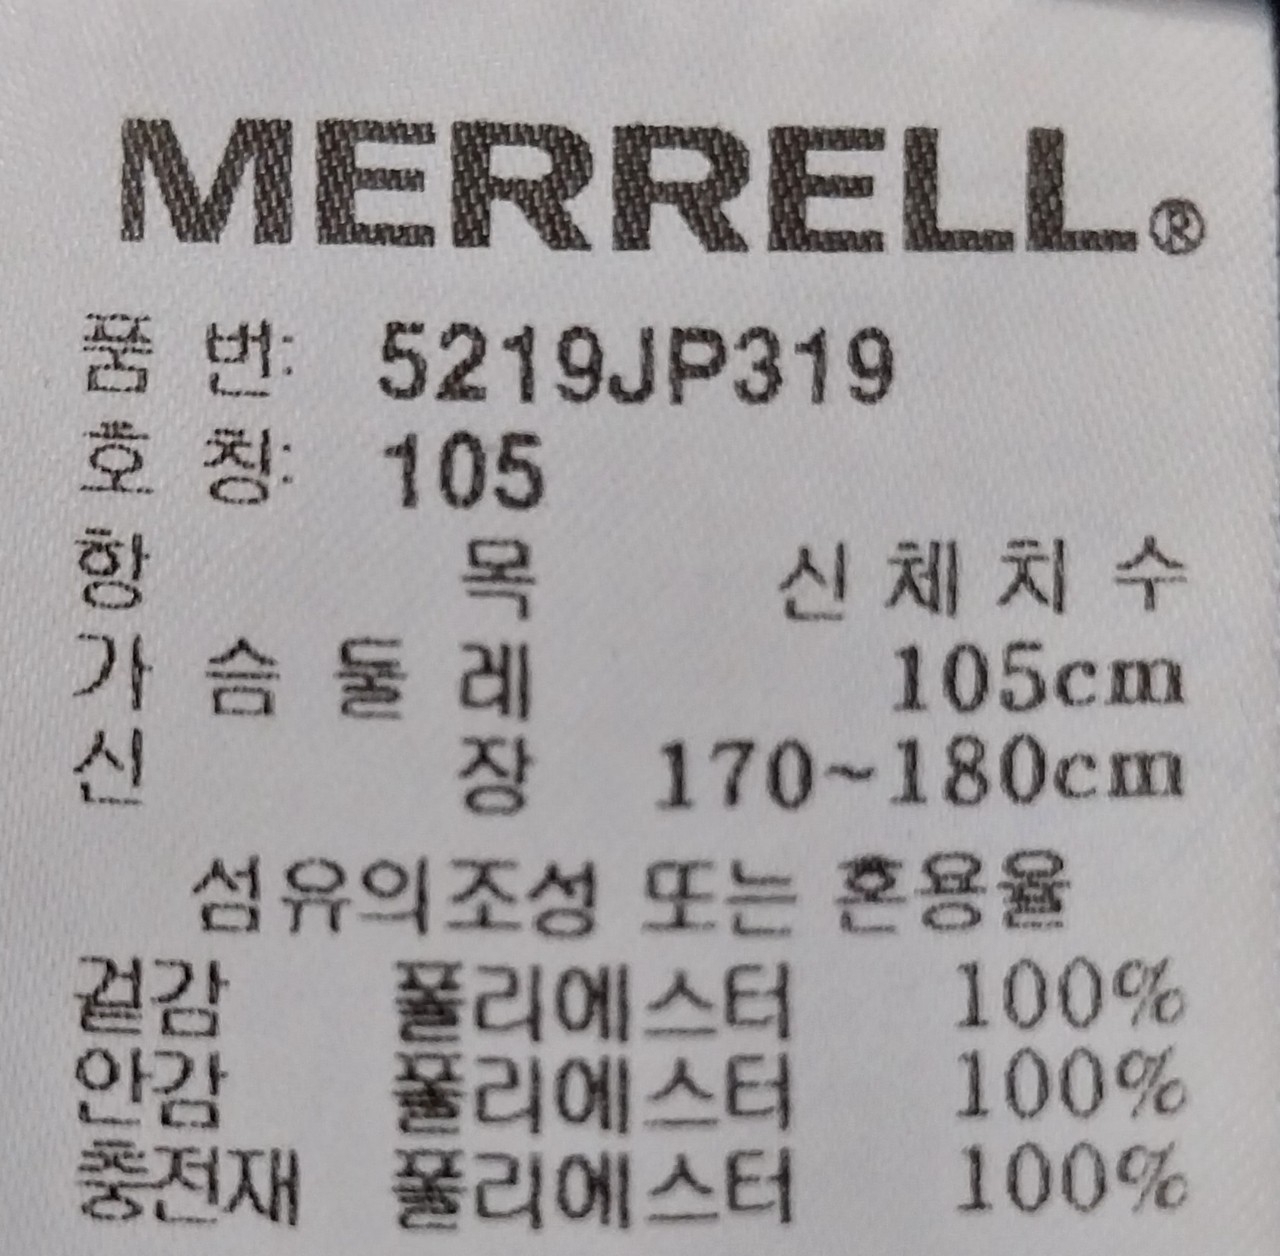 MERRELL®
품 번: 5219JP319
호 칭: 105
항 목 신 체 치 수
가 슴 둘 레 105cm
신 장 170~180cm
섬유의조성 또는 혼용율
겉감 폴리에스터 100%
안감 폴리에스터 100%
충전재 폴리에스터 100%